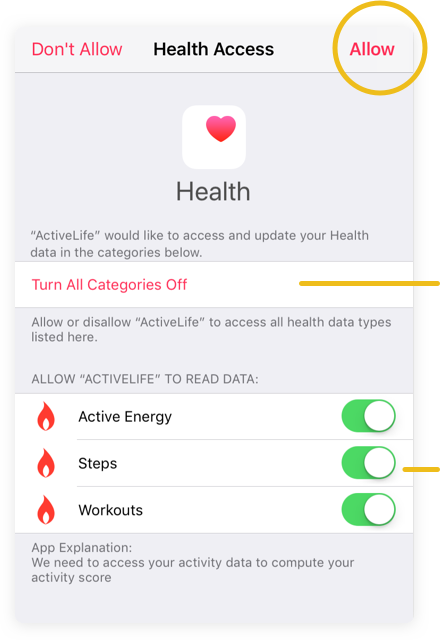 Don't Allow Health Access Allow
Health
“ActiveLife” would like to access and update your Health
data in the categories below.
Turn All Categories Off
Allow or disallow “ActiveLife” to access all health data types
listed here.
ALLOW “ACTIVELIFE” TO READ DATA:
Active Energy
Steps
Workouts
App Explanation:
We need to access your activity data to compute your
activity score